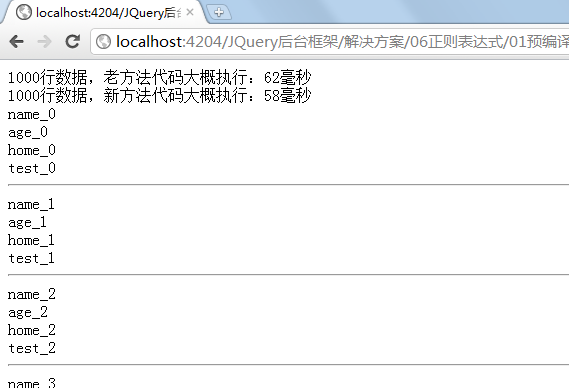 localhost:4204/JQuery后台
localhost:4204/JQuery后台框架/解决方案/06正则表达式/01预编译
1000行数据，老方法代码大概执行：62毫秒
1000行数据，新方法代码大概执行：58毫秒
name_0
age_0
home_0
test_0
name_1
age_1
home_1
test_1
name_2
age_2
home_2
test_2
name_3